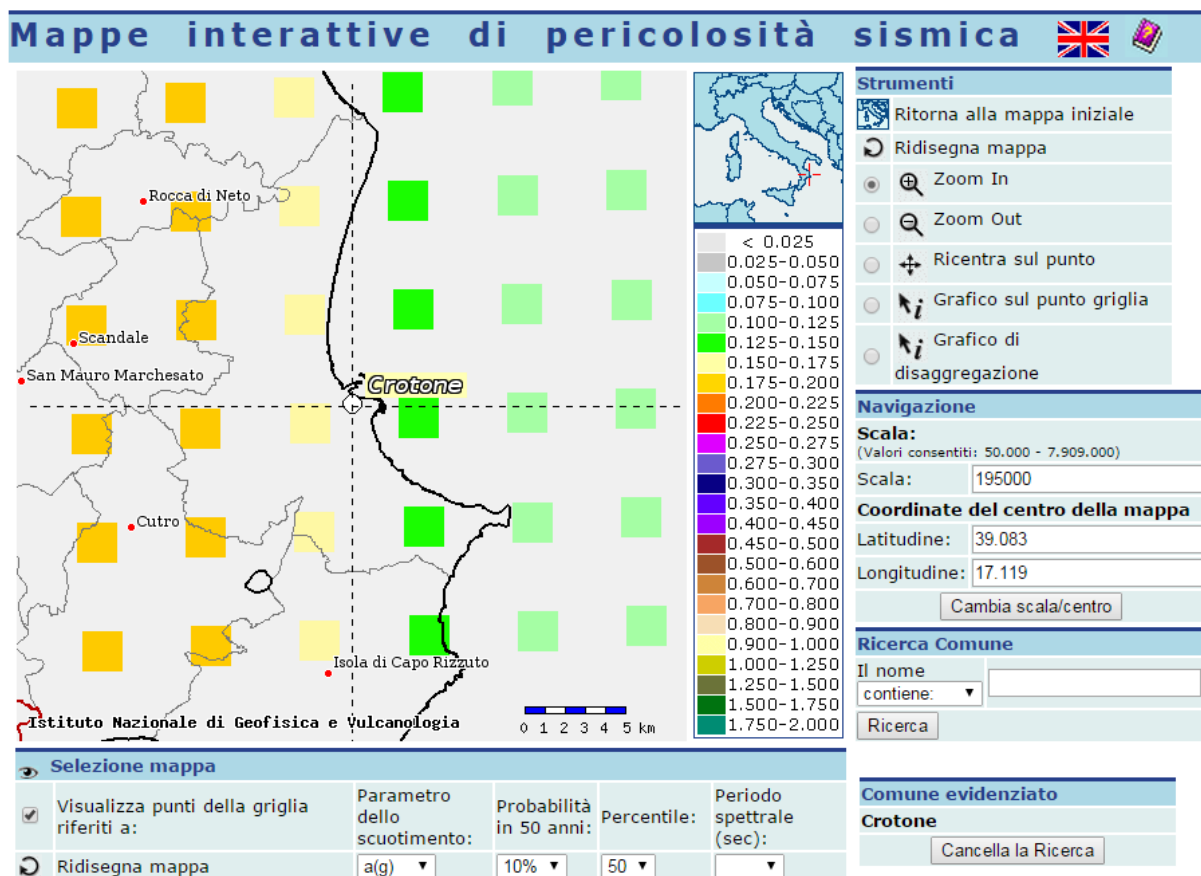 Mappe interattive di pericolosità sismica
Rocca di Neto
Scandale
San Mauro Marchesato
Crotone
Cutro
Isola di Capo Rizzuto
Istituto Nazionale di Geofisica e Vulcanologia
0 1 2 3 4 5 km
< 0.025
0.025-0.050
0.050-0.075
0.075-0.100
0.100-0.125
0.125-0.150
0.150-0.175
0.175-0.200
0.200-0.225
0.225-0.250
0.250-0.275
0.275-0.300
0.300-0.350
0.350-0.400
0.400-0.450
0.450-0.500
0.500-0.600
0.600-0.700
0.700-0.800
0.800-0.900
0.900-1.000
1.000-1.250
1.250-1.500
1.500-1.750
1.750-2.000
Strumenti
Ritorna alla mappa iniziale
Ridisegna mappa
Zoom In
Zoom Out
Ricentra sul punto
Grafico sul punto griglia
Grafico di
disaggregazione
Navigazione
Scala:
(Valori consentiti: 50.000 - 7.909.000)
Scala: 195000
Coordinate del centro della mappa
Latitudine: 39.083
Longitudine: 17.119
Cambia scala/centro
Ricerca Comune
Il nome
contiene:
Ricerca
Selezione mappa
Visualizza punti della griglia
riferiti a:
Parametro
dello
scuotimento:
Probabilità
in 50 anni:
Percentile:
Periodo
spettrale
(sec):
Ridisegna mappa
a(g)
10%
50
Comune evidenziato
Crotone
Cancella la Ricerca